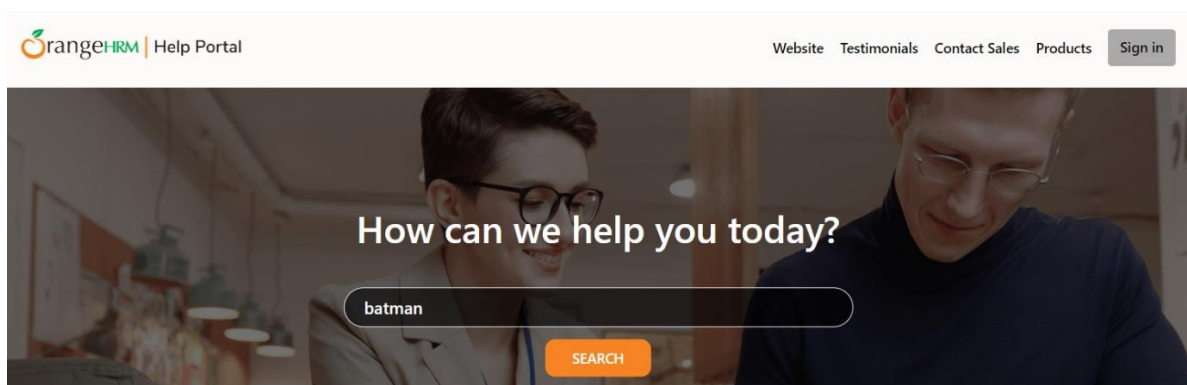 OrangeHRM | Help Portal
Website Testimonials Contact Sales Products Sign in
How can we help you today?
batman
SEARCH